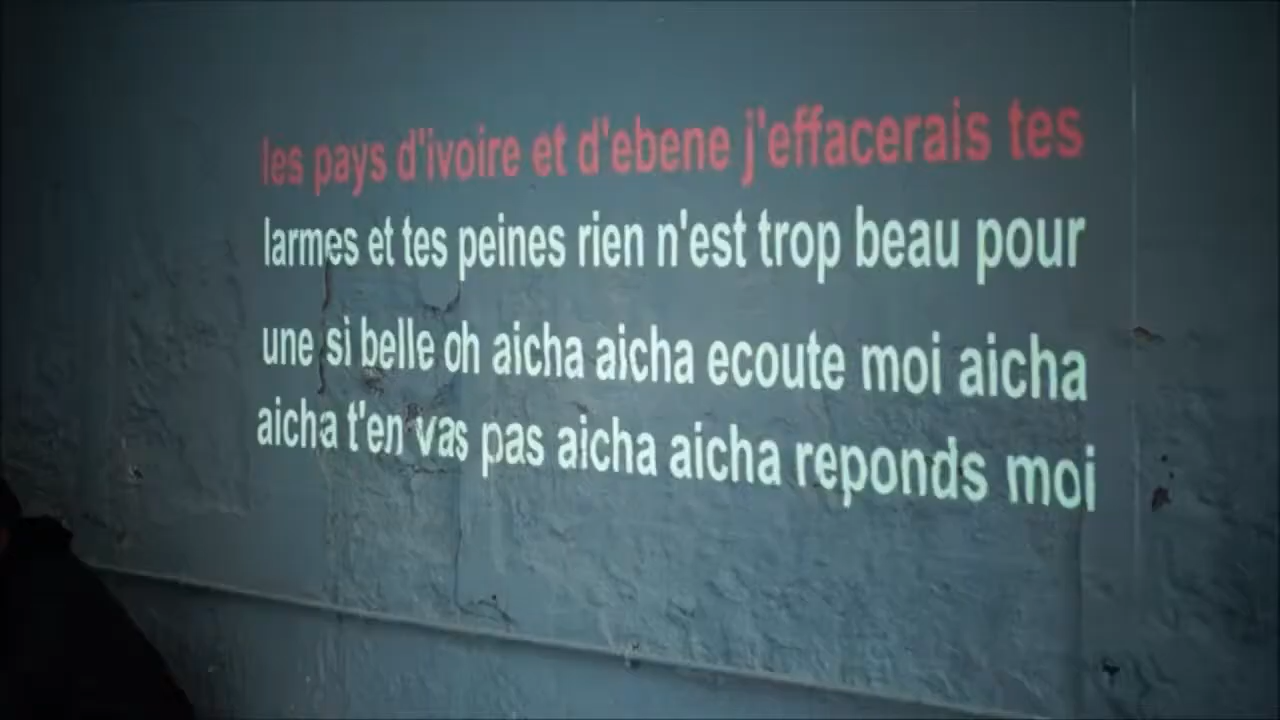 les pays d'ivoire et d'ebene j'effacerais tes
larmes et tes peines rien n'est trop beau pour
une si belle oh aicha aicha ecoute moi aicha
aicha t'en vas pas aicha aicha reponds moi